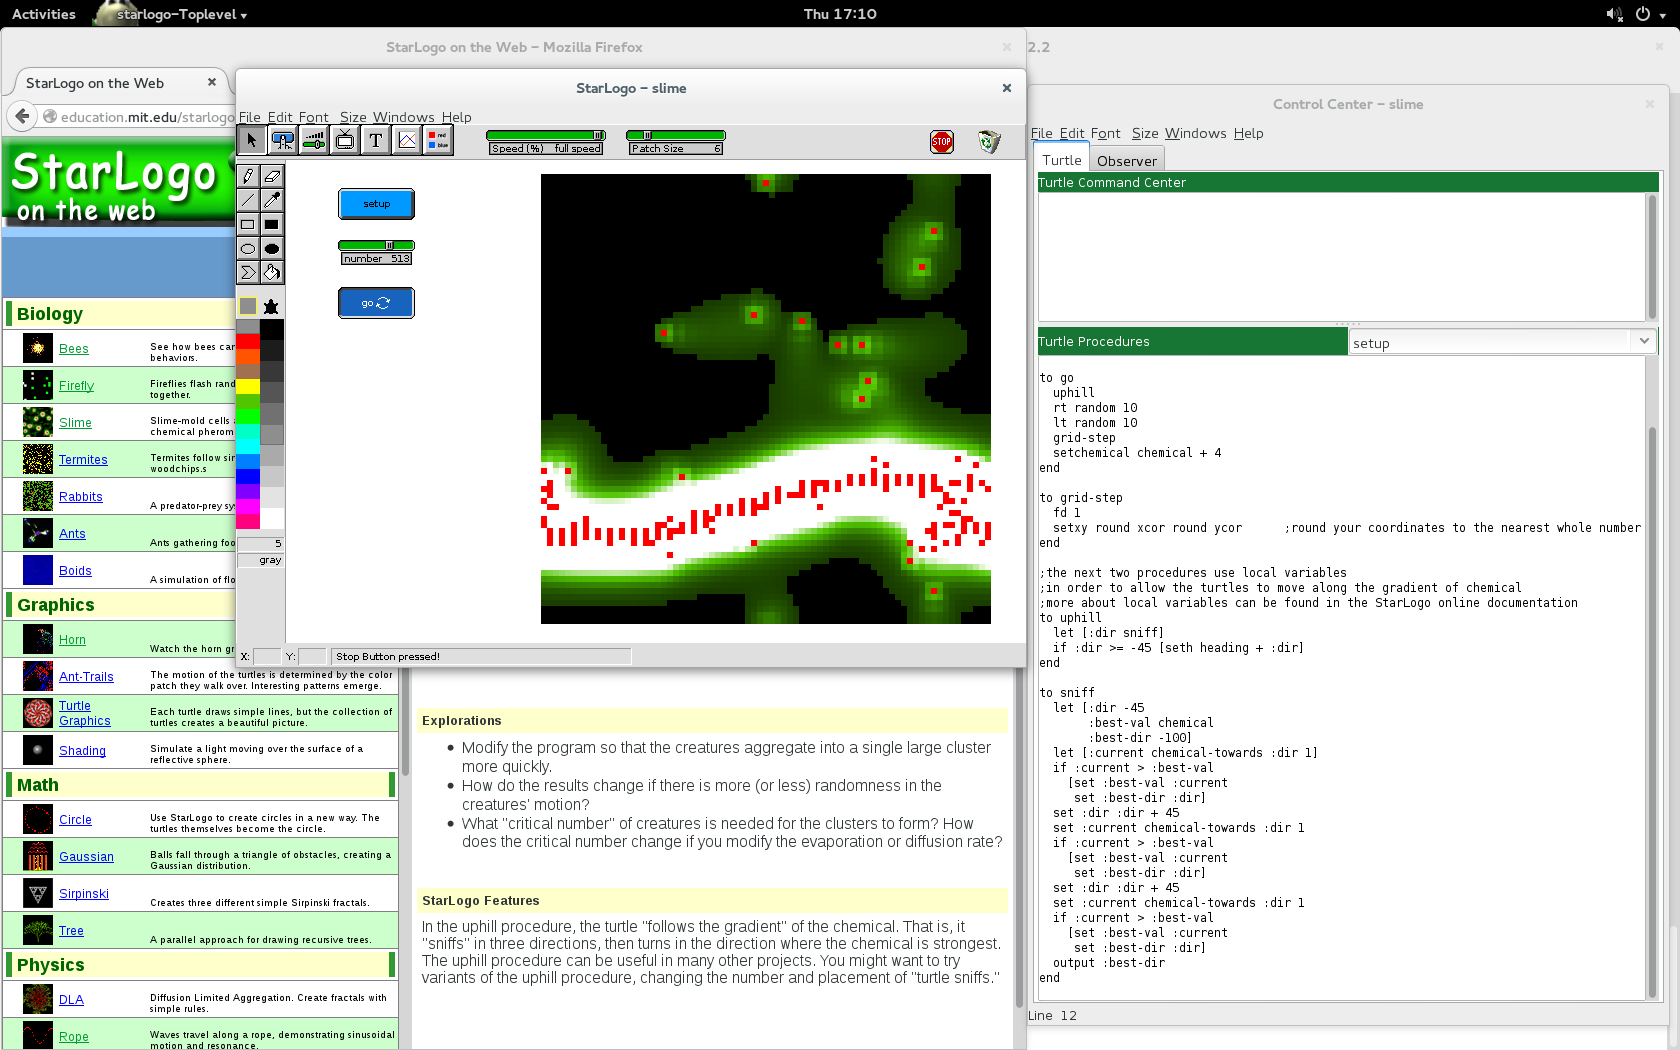 Activities
starlogo-Toplevel
Thu 17:10
StarLogo on the Web – Mozilla Firefox
2.2
StarLogo on the Web
education.mit.edu/starlogo
StarLogo
on the web
Biology
Bees
See how bees can
behaviors.
Firefly
Fireflies flash rand
together.
Slime
Slime-mold cells
chemical pherom
Termites
Termites follow sim
woodchips.s
Rabbits
A predator-prey sy
Ants
Ants gathering foo
Boids
A simulation of flo
Graphics
Horn
Watch the horn gr
Ant-Trails
The motion of the turtles is determined by the color
patch they walk over. Interesting patterns emerge.
Turtle
Graphics
Each turtle draws simple lines, but the collection of
turtles creates a beautiful picture.
Shading
Simulate a light moving over the surface of a
reflective sphere.
Math
Circle
Use StarLogo to create circles in a new way. The
turtles themselves become the circle.
Gaussian
Balls fall through a triangle of obstacles, creating a
Gaussian distribution.
Sirpinski
Creates three different simple Sirpinski fractals.
Tree
A parallel approach for drawing recursive trees.
Physics
DLA
Diffusion Limited Aggregation. Create fractals with
simple rules.
Rope
Waves travel along a rope, demonstrating sinusoidal
motion and resonance.
StarLogo – slime
File Edit Font Size Windows Help
T
red
blue
Speed (%) full speed
Patch Size 6
STOP
setup
number 513
go
5
gray
X:
Y:
Stop Button pressed!
Explorations
• Modify the program so that the creatures aggregate into a single large cluster
more quickly.
• How do the results change if there is more (or less) randomness in the
creatures' motion?
• What "critical number" of creatures is needed for the clusters to form? How
does the critical number change if you modify the evaporation or diffusion rate?
StarLogo Features
In the uphill procedure, the turtle "follows the gradient" of the chemical. That is, it
"sniffs" in three directions, then turns in the direction where the chemical is strongest.
The uphill procedure can be useful in many other projects. You might want to try
variants of the uphill procedure, changing the number and placement of "turtle sniffs."
Control Center – slime
File Edit Font Size Windows Help
Turtle
Observer
Turtle Command Center
Turtle Procedures
setup
to go
uphill
rt random 10
lt random 10
grid-step
setchemical chemical + 4
end
to grid-step
fd 1
setxy round xcor round ycor ;round your coordinates to the nearest whole number
end
;the next two procedures use local variables
;in order to allow the turtles to move along the gradient of chemical
;more about local variables can be found in the StarLogo online documentation
to uphill
let [:dir sniff]
if :dir >= -45 [seth heading + :dir]
end
to sniff
let [:dir -45
:best-val chemical
:best-dir -100]
let [:current chemical-towards :dir 1]
if :current > :best-val
[set :best-val :current
set :best-dir :dir]
set :dir :dir + 45
set :current chemical-towards :dir 1
if :current > :best-val
[set :best-val :current
set :best-dir :dir]
set :dir :dir + 45
set :current chemical-towards :dir 1
if :current > :best-val
[set :best-val :current
set :best-dir :dir]
output :best-dir
end
Line 12